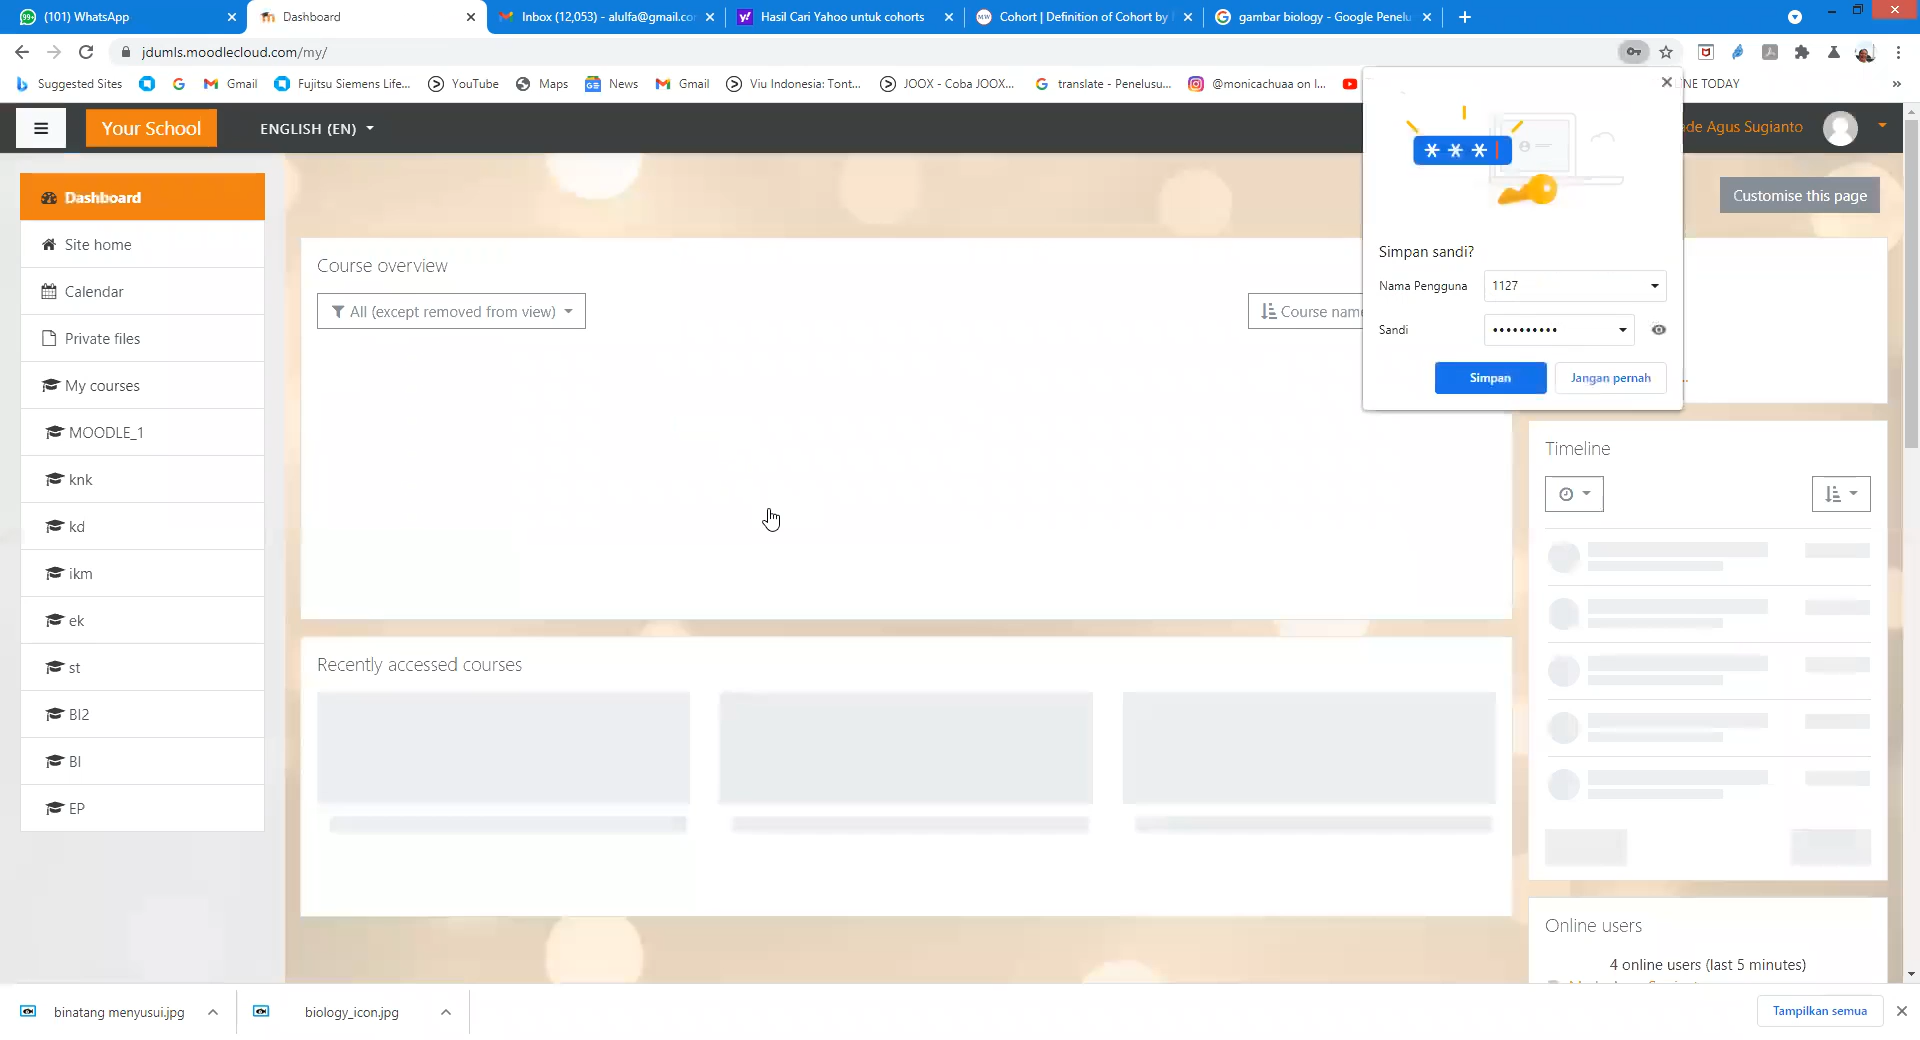 (101) WhatsApp
Dashboard
Inbox (12,053) - alulfa@gmail.co
Hasil Cari Yahoo untuk cohorts
Cohort | Definition of Cohort by
gambar biology - Google Penelu
jdumls.moodlecloud.com/my/
Suggested Sites
Gmail
Fujitsu Siemens Life...
YouTube
Maps
News
Gmail
Viu Indonesia: Tont...
JOOX - Coba JOOX...
translate - Penelusu...
@monicachuaa on I...
NE TODAY
Your School
ENGLISH (EN)
ade Agus Sugianto
Customise this page
Dashboard
Site home
Calendar
Private files
My courses
MOODLE_1
knk
kd
ikm
ek
st
BI2
BI
EP
Course overview
All (except removed from view)
Course name
Simpan sandi?
Nama Pengguna
1127
Sandi
••••••••••
Simpan
Jangan pernah
Recently accessed courses
Timeline
Online users
4 online users (last 5 minutes)
binatang menyusui.jpg
biology_icon.jpg
Tampilkan semua